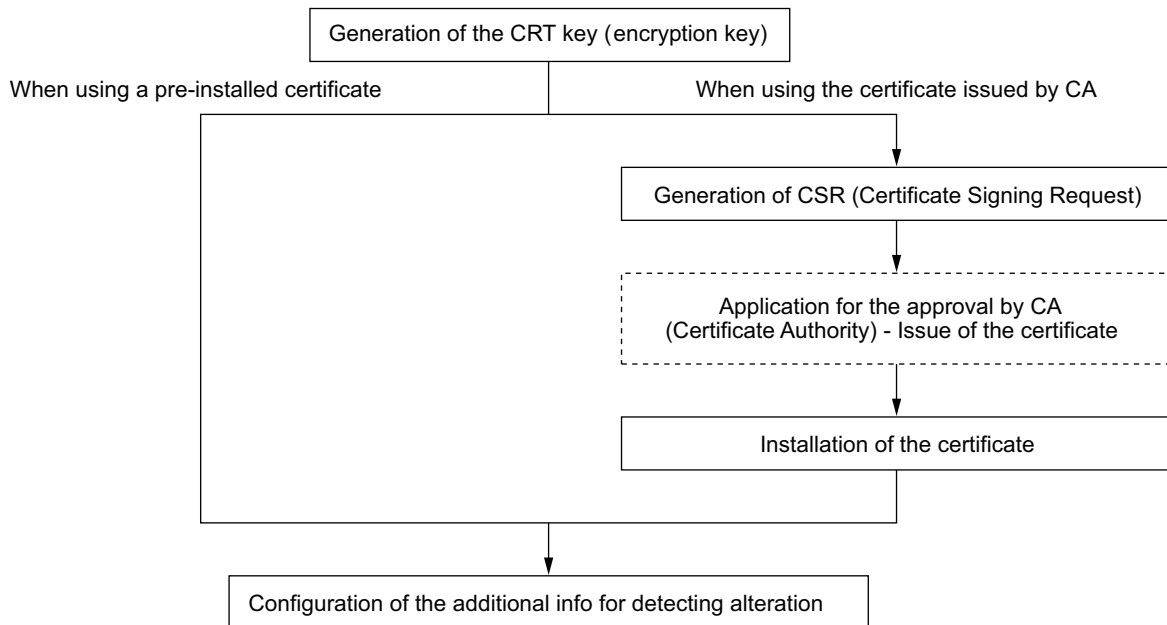 Generation of the CRT key (encryption key)
When using a pre-installed certificate
When using the certificate issued by CA
Generation of CSR (Certificate Signing Request)
Application for the approval by CA
(Certificate Authority) - Issue of the certificate
Installation of the certificate
Configuration of the additional info for detecting alteration